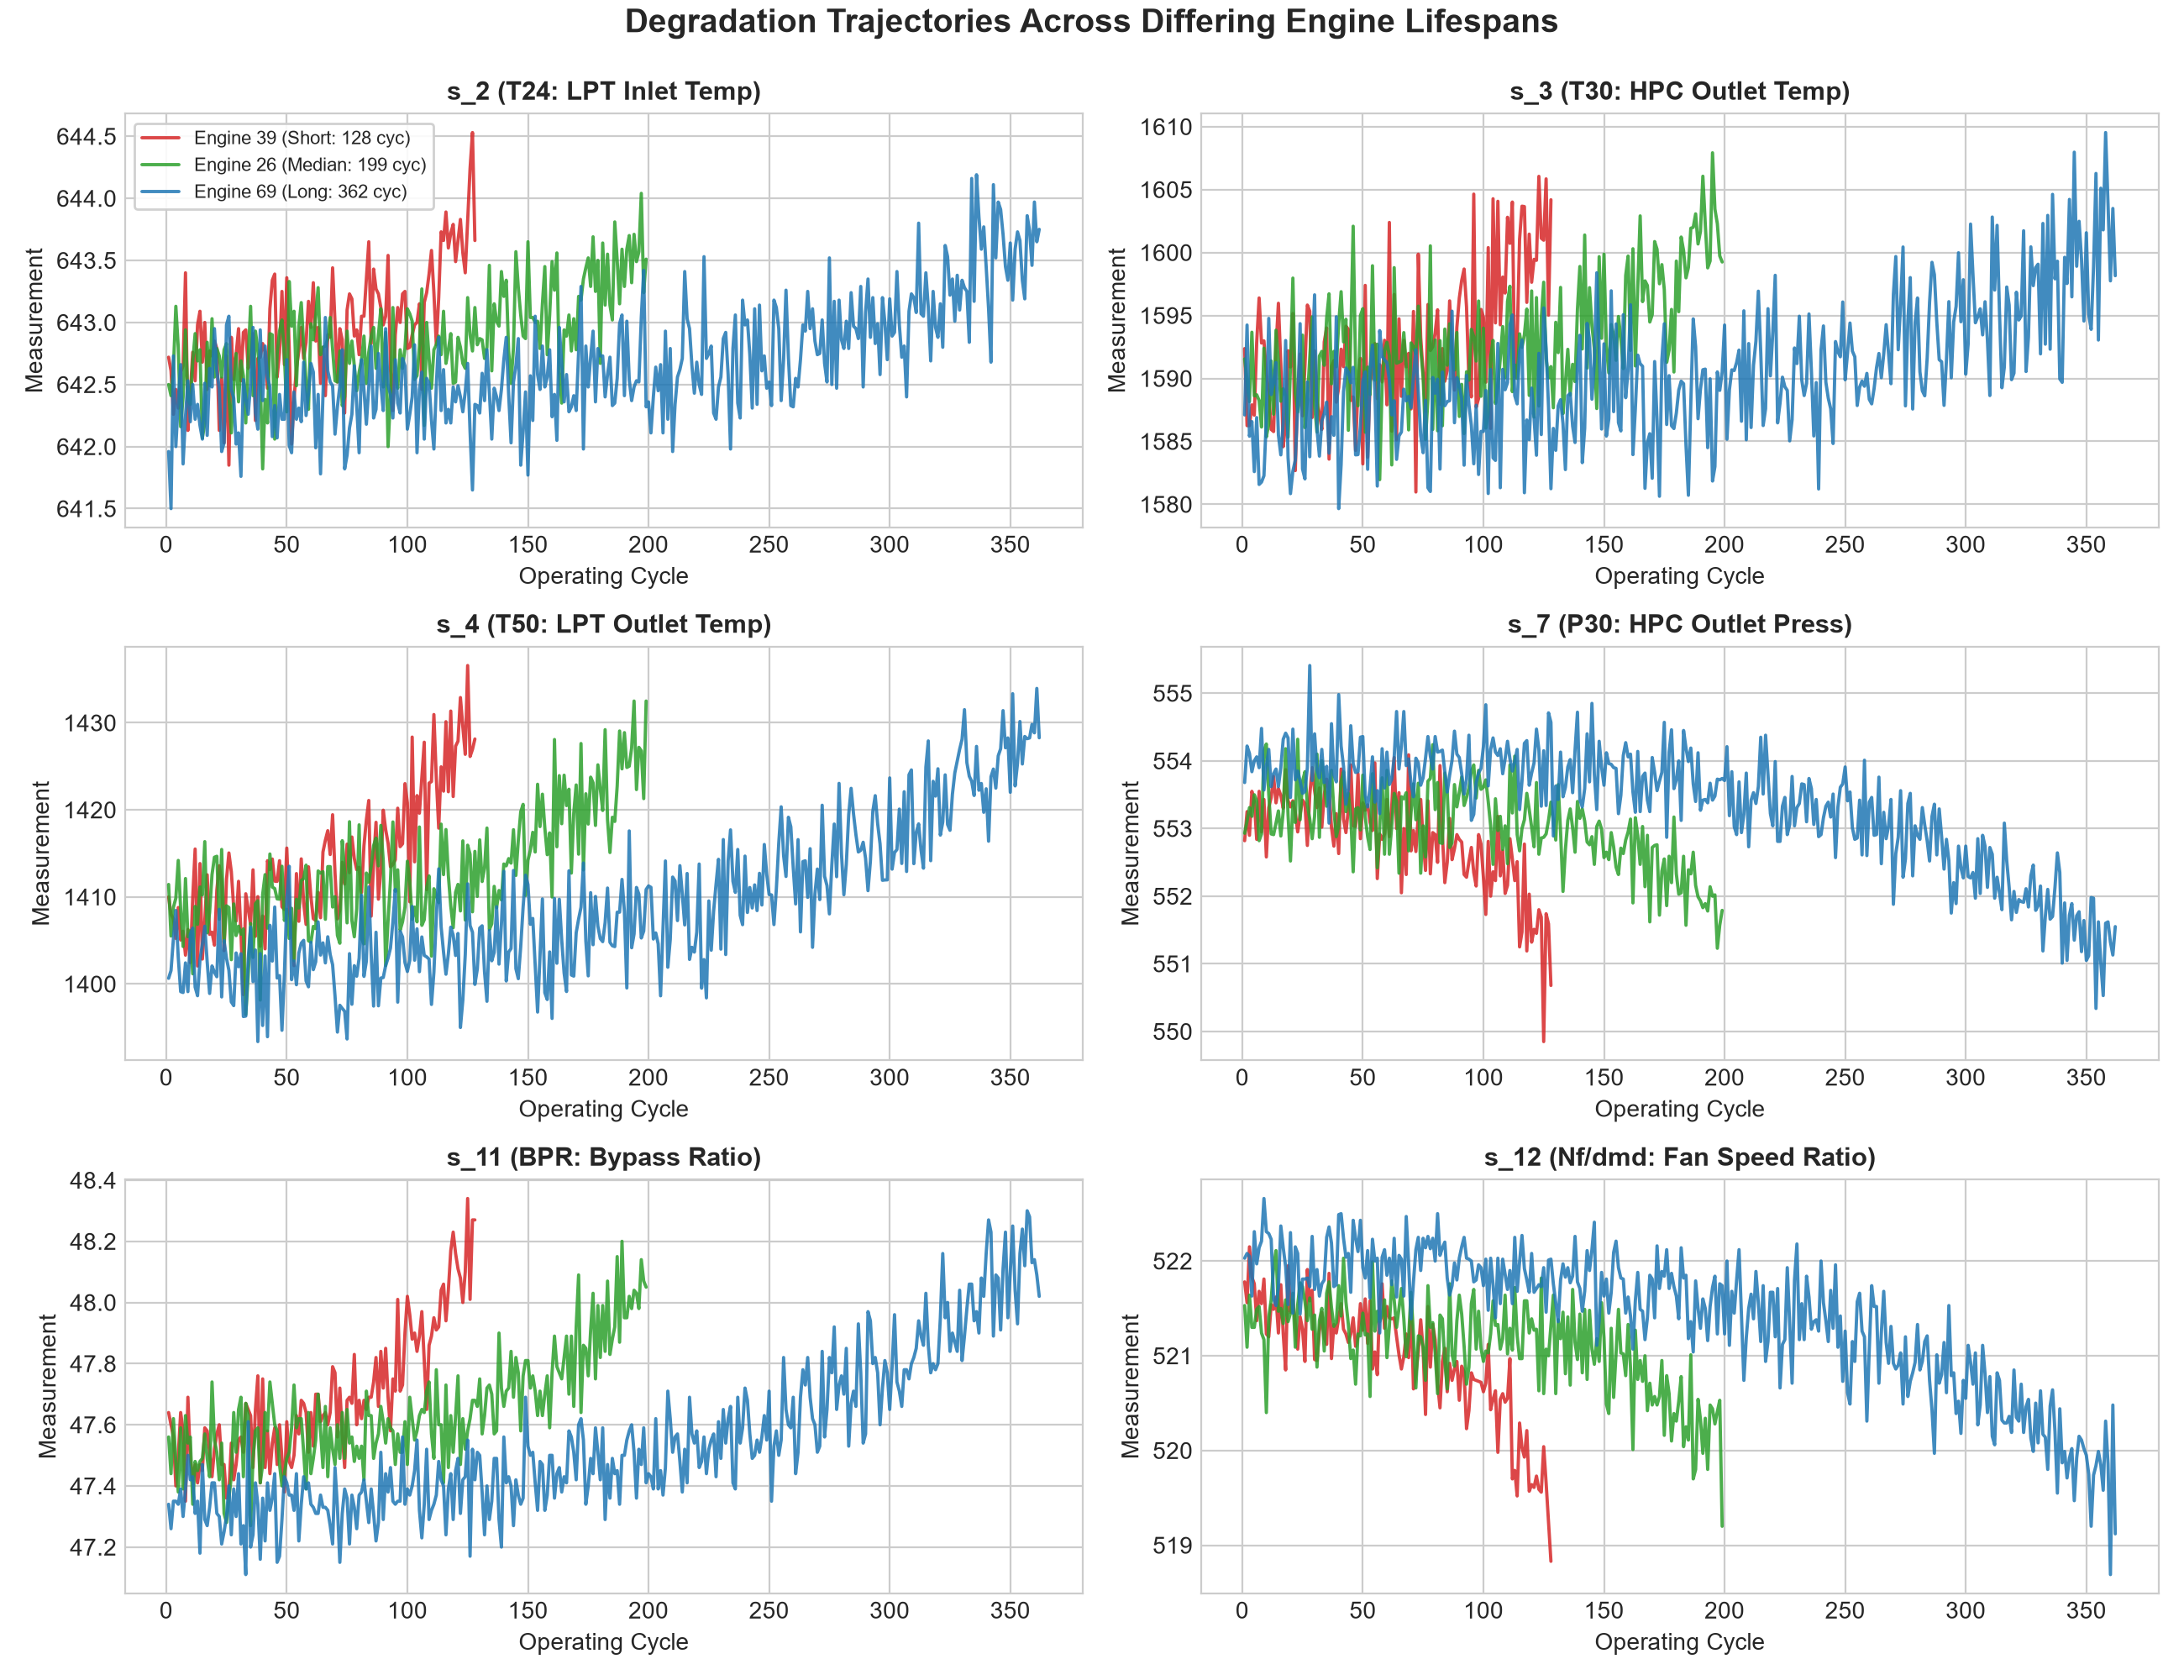 Degradation Trajectories Across Differing Engine Lifespans
s_2 (T24: LPT Inlet Temp)
644.5
644.0
643.5
643.0
642.5
642.0
641.5
Measurement
Engine 39 (Short: 128 cyc)
Engine 26 (Median: 199 cyc)
Engine 69 (Long: 362 cyc)
0 50 100 150 200 250 300 350
Operating Cycle
s_3 (T30: HPC Outlet Temp)
1610
1605
1600
1595
1590
1585
1580
Measurement
0 50 100 150 200 250 300 350
Operating Cycle
s_4 (T50: LPT Outlet Temp)
1430
1420
1410
1400
Measurement
0 50 100 150 200 250 300 350
Operating Cycle
s_7 (P30: HPC Outlet Press)
555
554
553
552
551
550
Measurement
0 50 100 150 200 250 300 350
Operating Cycle
s_11 (BPR: Bypass Ratio)
48.4
48.2
48.0
47.8
47.6
47.4
47.2
Measurement
0 50 100 150 200 250 300 350
Operating Cycle
s_12 (Nf/dmd: Fan Speed Ratio)
522
521
520
519
Measurement
0 50 100 150 200 250 300 350
Operating Cycle